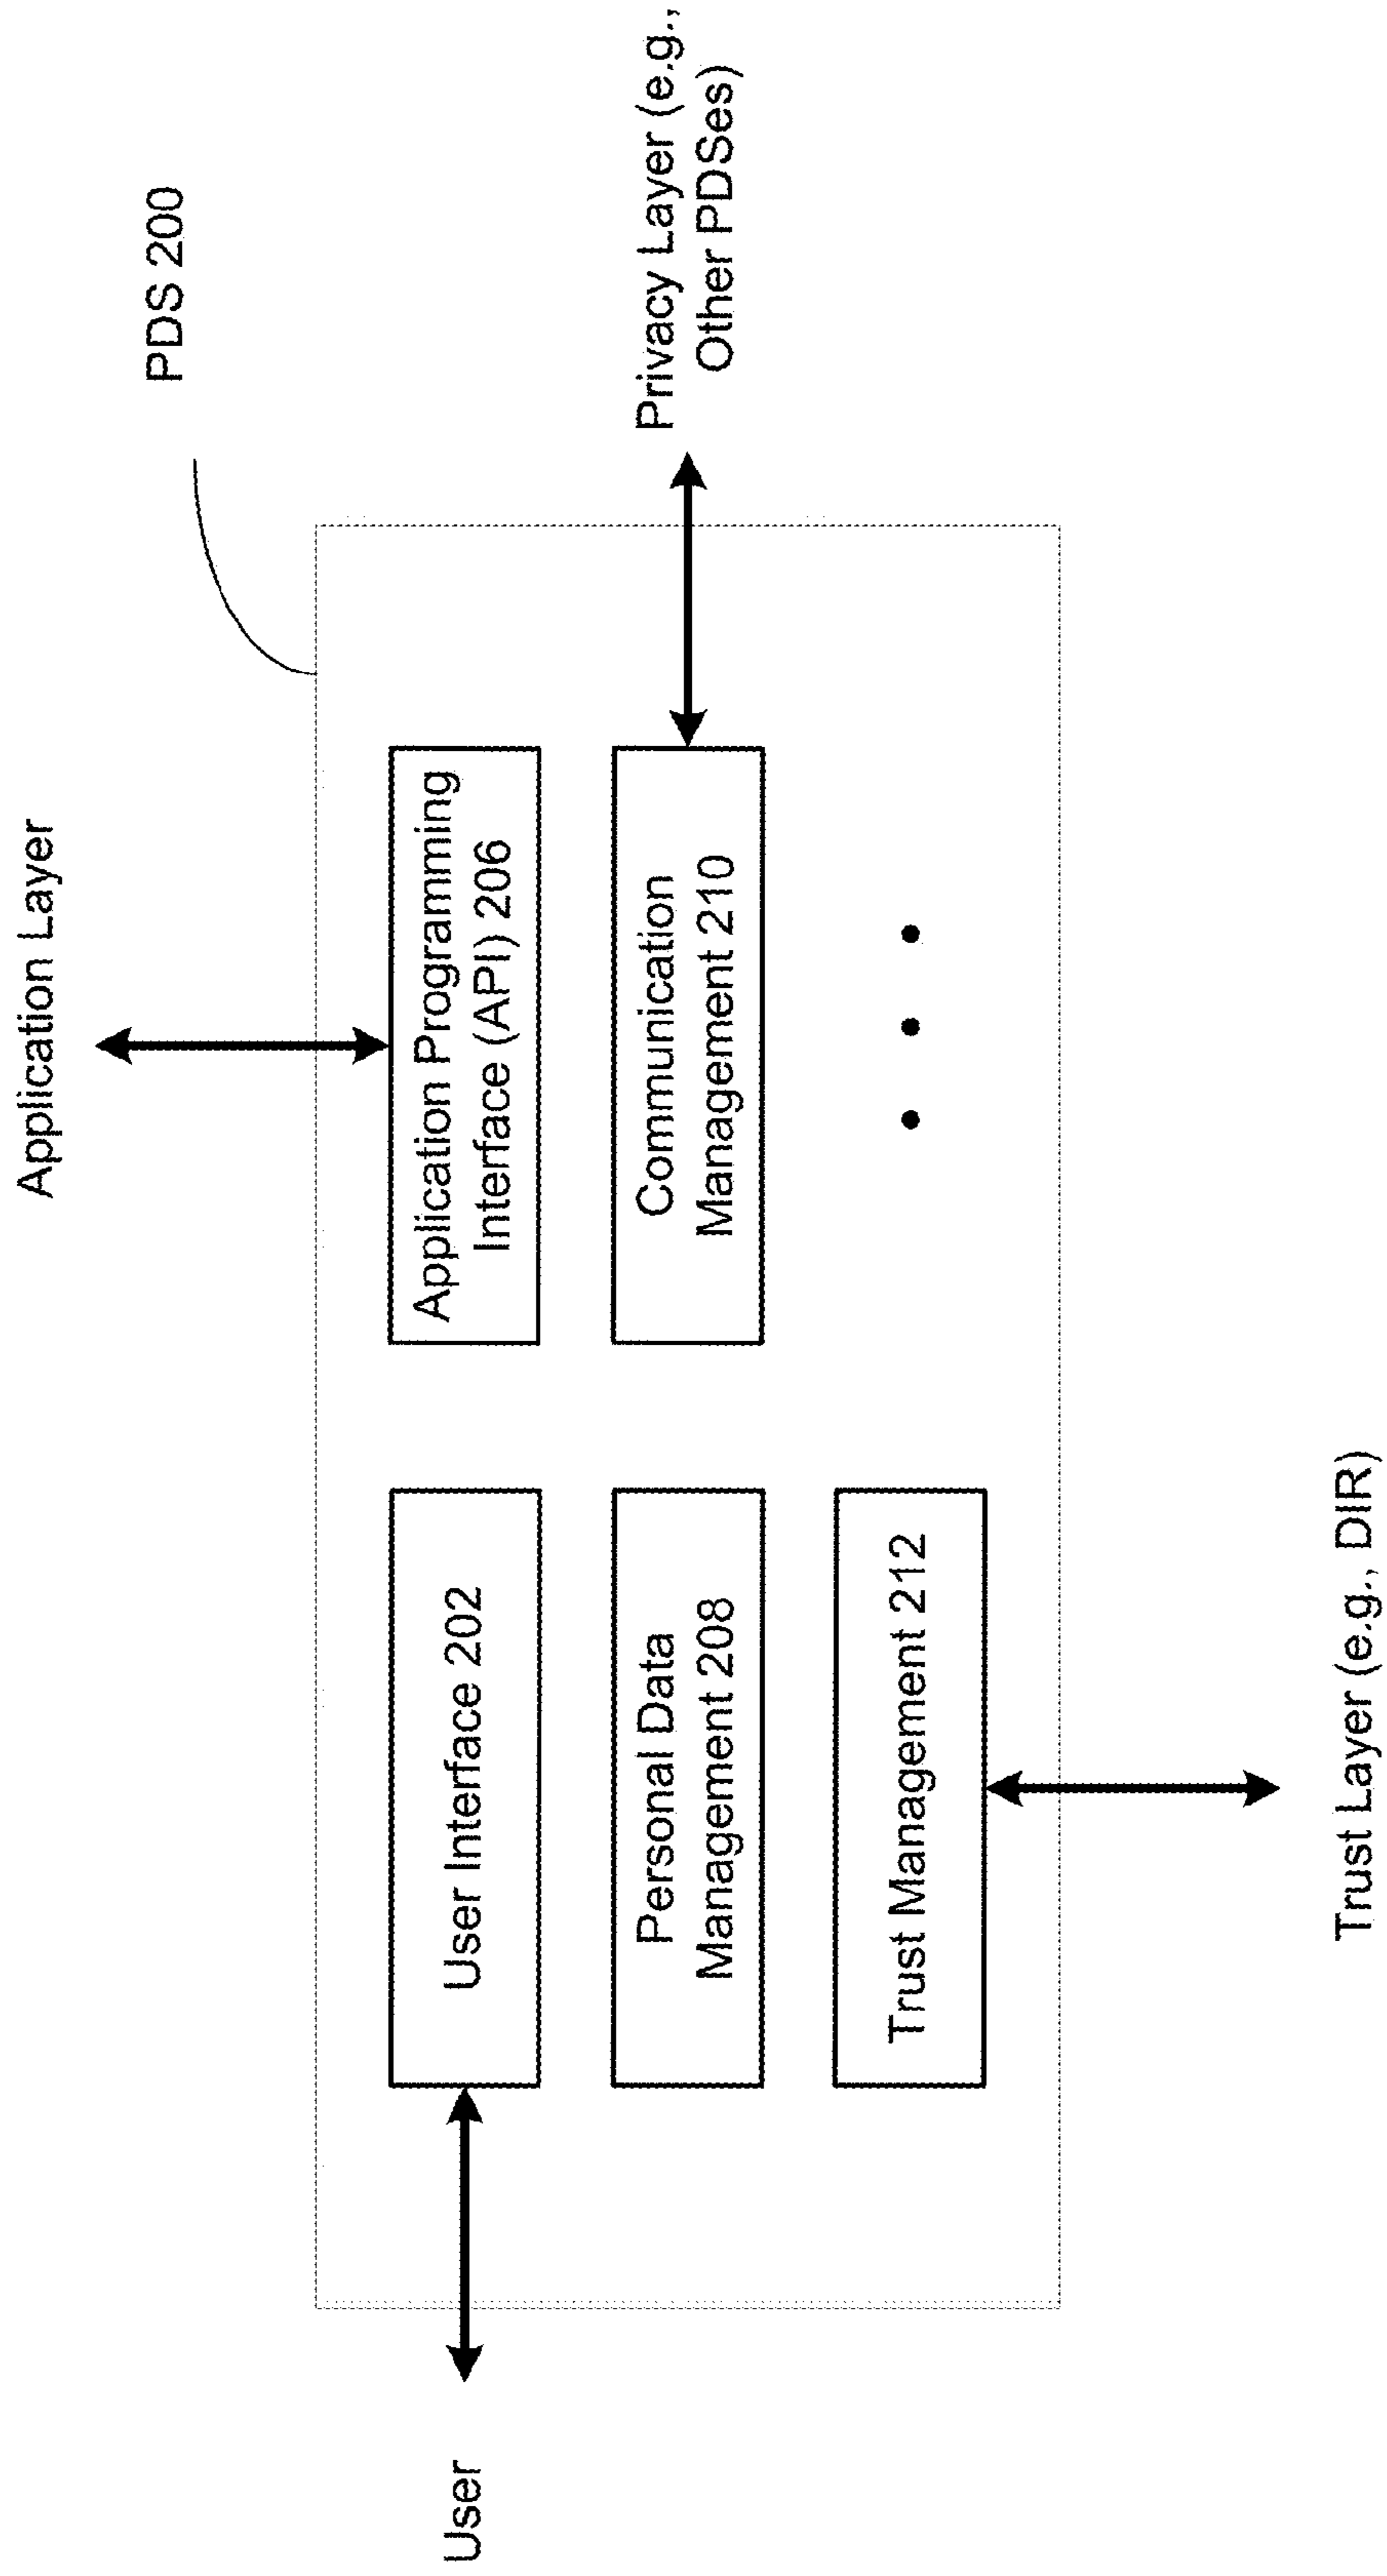 Application Layer
PDS 200
User
User Interface 202
Application Programming
Interface (API) 206
Personal Data
Management 208
Communication
Management 210
Privacy Layer (e.g.,
Other PDSes)
Trust Management 212
Trust Layer (e.g., DIR)